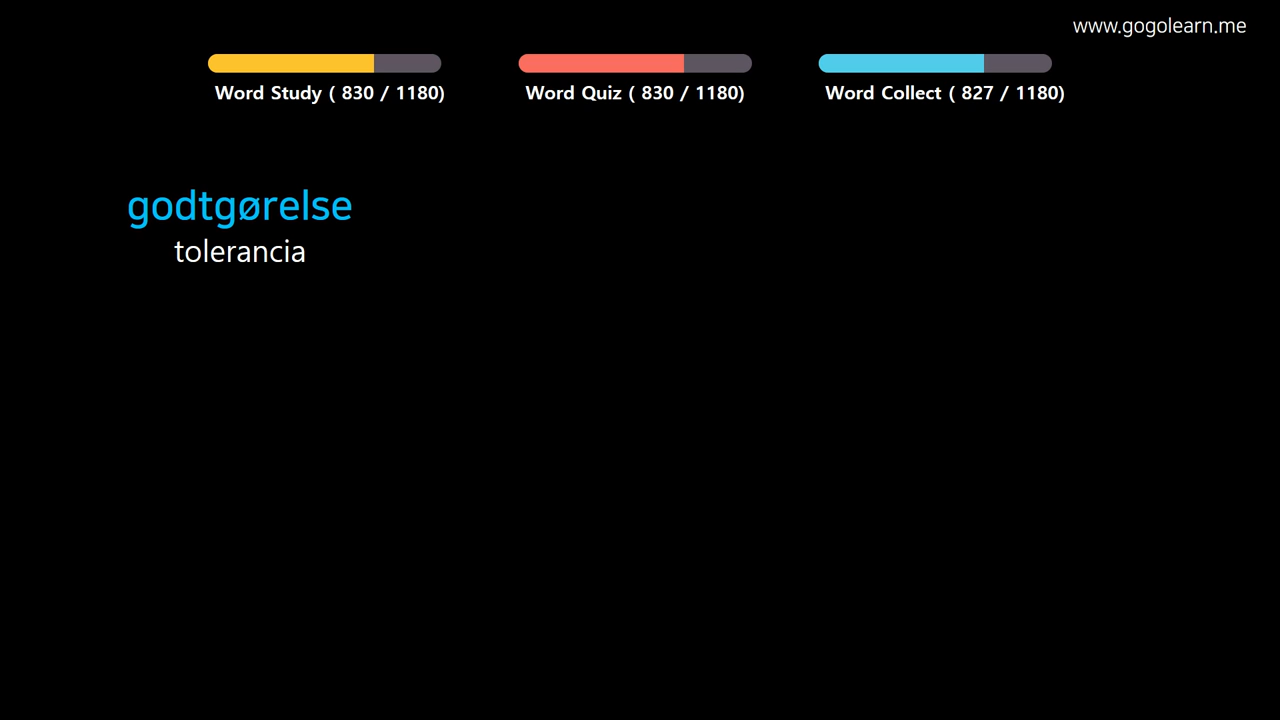 www.gogolearn.me
Word Study ( 830 / 1180)
Word Quiz ( 830 / 1180)
Word Collect ( 827 / 1180)
godtgørelse
tolerancia